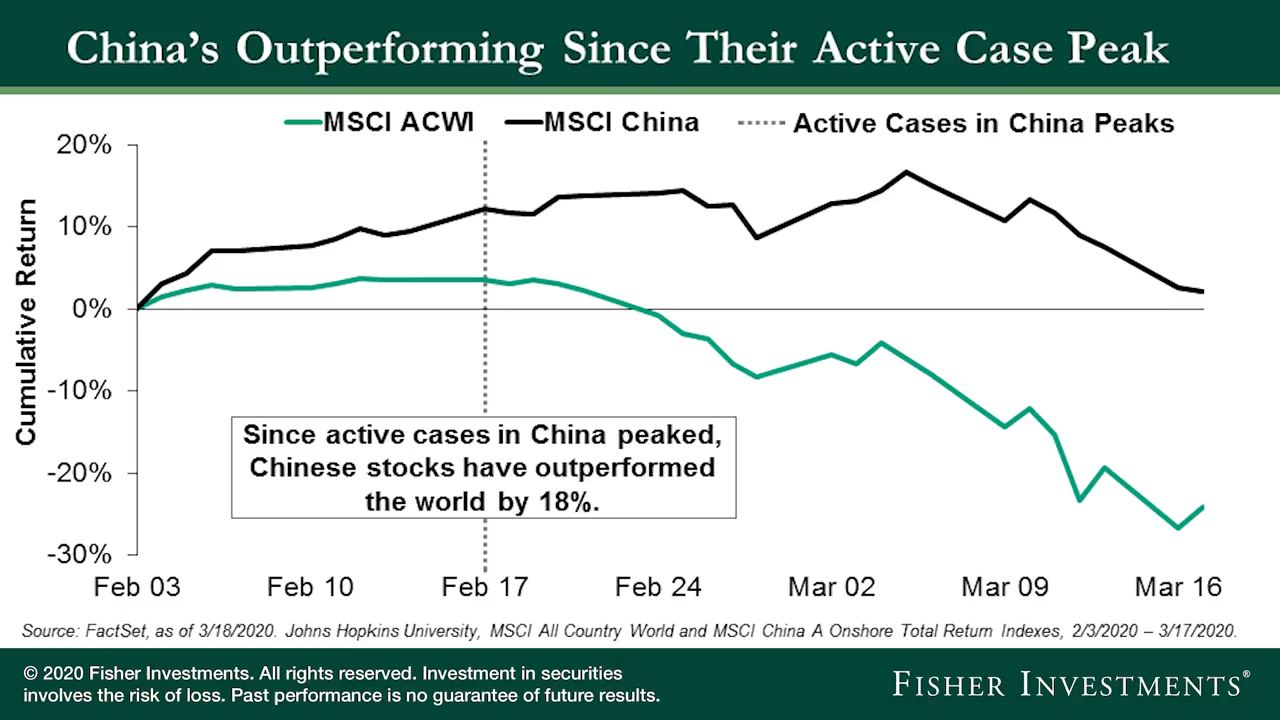 China’s Outperforming Since Their Active Case Peak
MSCI ACWI
MSCI China
Active Cases in China Peaks
Cumulative Return
20%
10%
0%
-10%
-20%
-30%
Since active cases in China peaked,
Chinese stocks have outperformed
the world by 18%.
Feb 03
Feb 10
Feb 17
Feb 24
Mar 02
Mar 09
Mar 16
Source: FactSet, as of 3/18/2020. Johns Hopkins University, MSCI All Country World and MSCI China A Onshore Total Return Indexes, 2/3/2020 – 3/17/2020.
© 2020 Fisher Investments. All rights reserved. Investment in securities
involves the risk of loss. Past performance is no guarantee of future results.
FISHER INVESTMENTS®